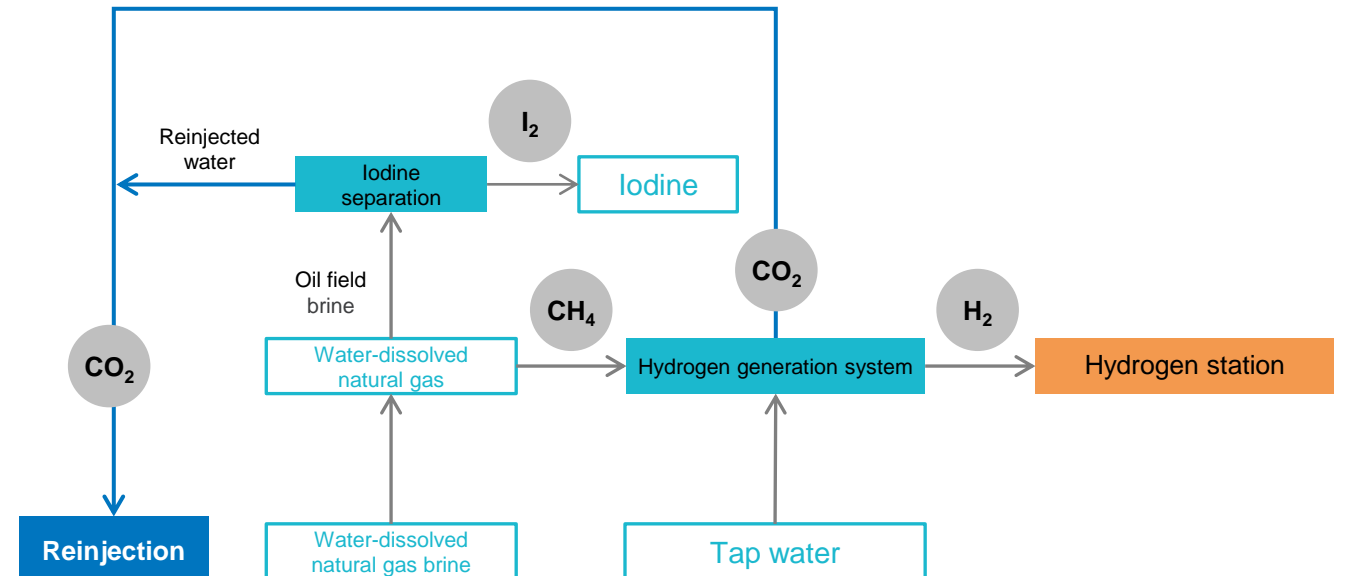 I₂
Reinjected
water
Iodine
separation
Iodine
CO₂
Oil field
brine
CH₄
H₂
Water-dissolved
natural gas
Hydrogen generation system
Hydrogen station
CO₂
Reinjection
Water-dissolved
natural gas brine
Tap water